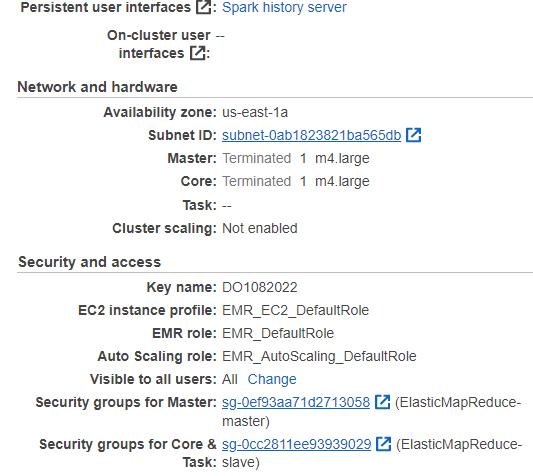 Persistent user interfaces : Spark history server
On-cluster user --
interfaces :
Network and hardware
Availability zone: us-east-1a
Subnet ID: subnet-0ab1823821ba565db
Master: Terminated 1 m4.large
Core: Terminated 1 m4.large
Task: --
Cluster scaling: Not enabled
Security and access
Key name: DO1082022
EC2 instance profile: EMR_EC2_DefaultRole
EMR role: EMR_DefaultRole
Auto Scaling role: EMR_AutoScaling_DefaultRole
Visible to all users: All Change
Security groups for Master: sg-0ef93aa71d2713058 (ElasticMapReduce-
master)
Security groups for Core & sg-0cc2811ee93939029 (ElasticMapReduce-
Task: slave)